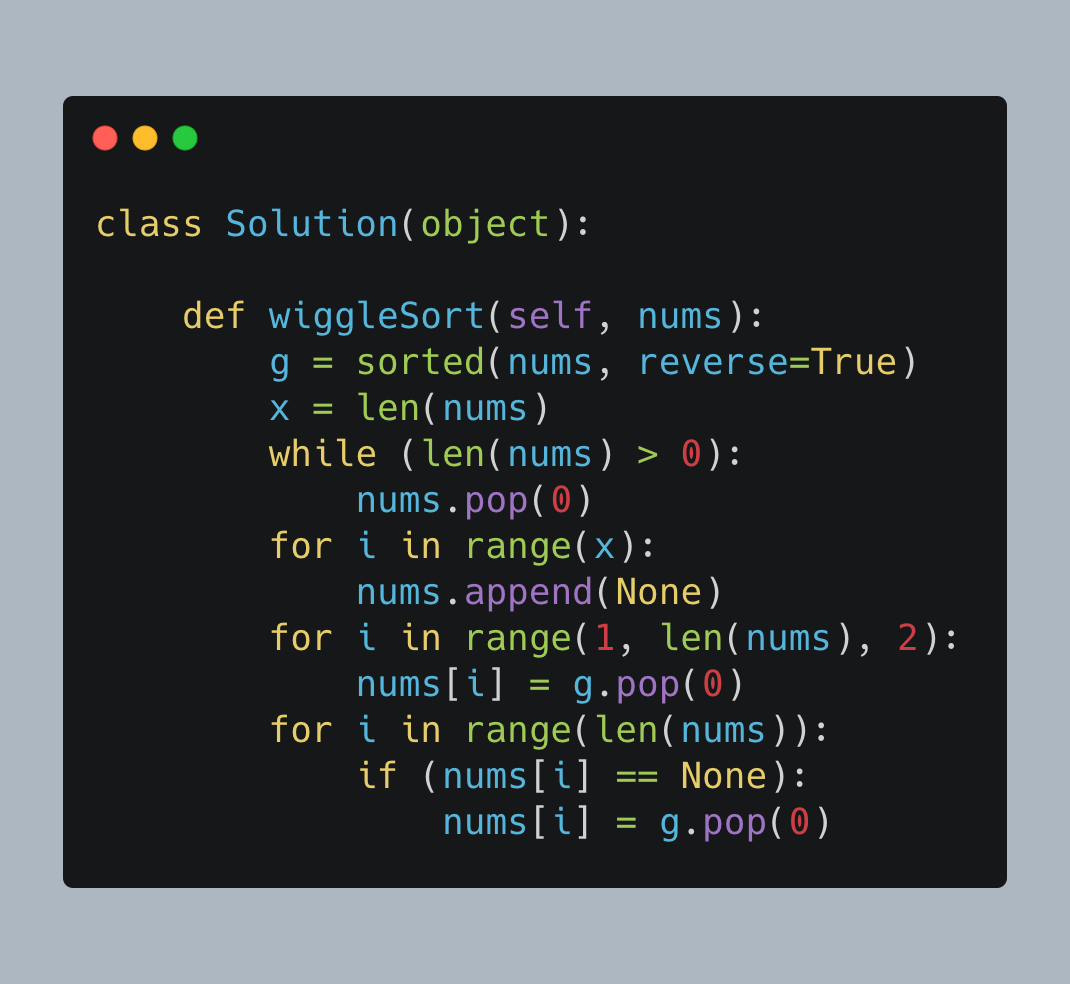 class Solution(object):

    def wiggleSort(self, nums):
        g = sorted(nums, reverse=True)
        x = len(nums)
        while (len(nums) > 0):
            nums.pop(0)
        for i in range(x):
            nums.append(None)
        for i in range(1, len(nums), 2):
            nums[i] = g.pop(0)
        for i in range(len(nums)):
            if (nums[i] == None):
                nums[i] = g.pop(0)